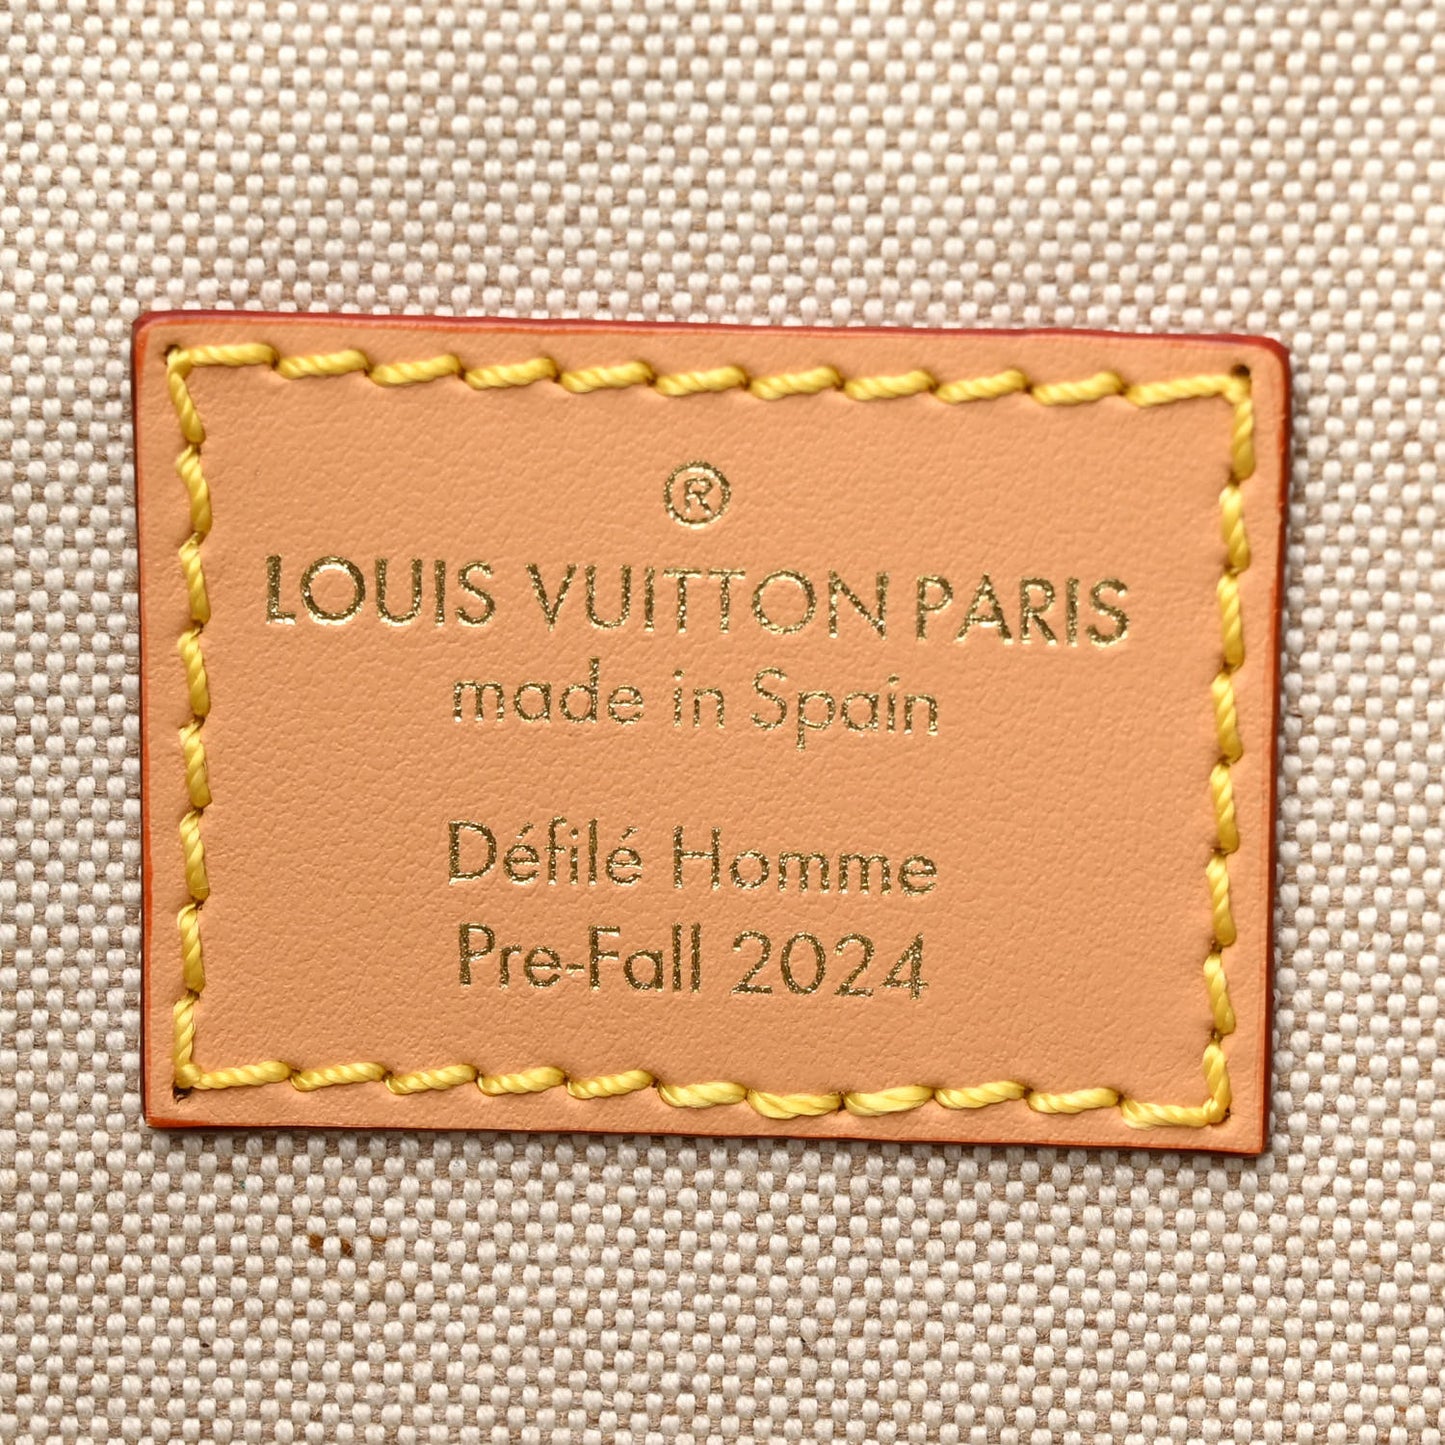 ®
LOUIS VUITTON PARIS
made in Spain
Défilé Homme
Pre-Fall 2024